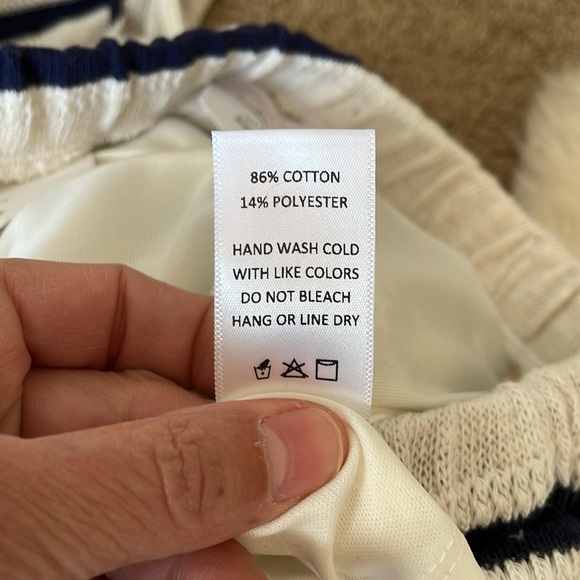 86% COTTON
14% POLYESTER
HAND WASH COLD
WITH LIKE COLORS
DO NOT BLEACH
HANG OR LINE DRY